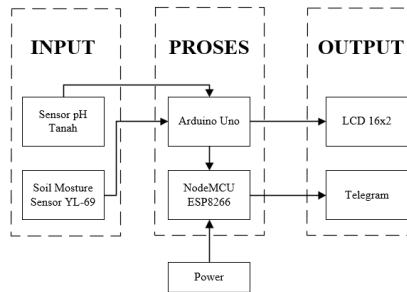 INPUT
PROSES
OUTPUT
Sensor pH
Tanah
Arduino Uno
LCD 16x2
Soil Mosture
Sensor YL-69
NodeMCU
ESP8266
Telegram
Power